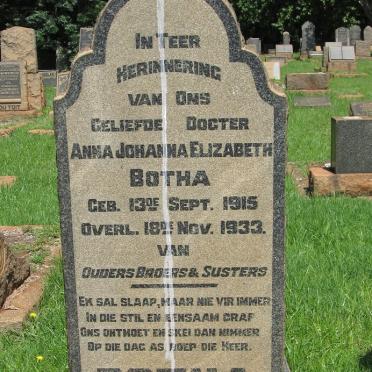 In Teer
Herinnering
van Ons
Geliefde Docter
Anna Johanna Elizabeth
Botha
Geb. 13de Sept. 1915
Overl. 18de Nov. 1933.
van
Ouders Broers & Susters
Ek sal slaap, maar nie vir immer
In die stil en eensaam graf
Ons ontmoet en skei dan nimmer
Op die dag as roep die Heer.